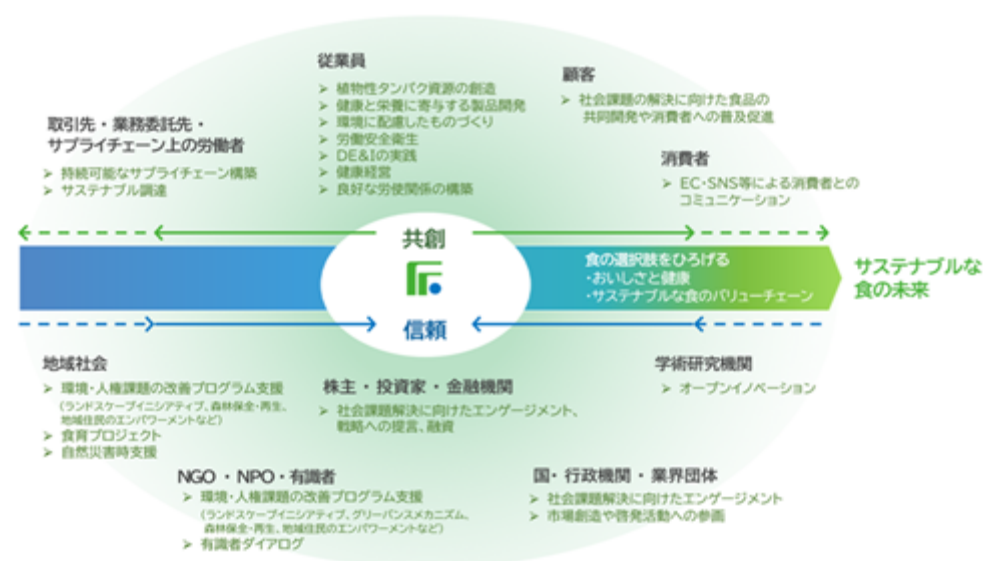 従業員
➢ 植物性タンパク資源の創造
➢ 健康と栄養に寄与する製品開発
➢ 環境に配慮したものづくり
➢ 労働安全衛生
➢ DE&Iの実践
➢ 健康経営
➢ 良好な労使関係の構築
顧客
➢ 社会課題の解決に向けた食品の
共同開発や消費者への普及促進
取引先・業務委託先・
サプライチェーン上の労働者
➢ 持続可能なサプライチェーン構築
➢ サステナブル調達
消費者
➢ EC・SNS等による消費者との
コミュニケーション
共創
信頼
食の選択肢をひろげる
・おいしさと健康
・サステナブルな食のバリューチェーン
サステナブルな
食の未来
地域社会
➢ 環境・人権課題の改善プログラム支援
(ランドスケープイニシアティブ、森林保全・再生、
地域住民のエンパワーメントなど)
➢ 食育プロジェクト
➢ 自然災害時支援
株主・投資家・金融機関
➢ 社会課題解決に向けたエンゲージメント、
戦略への提言、融資
学術研究機関
➢ オープンイノベーション
NGO・NPO・有識者
➢ 環境・人権課題の改善プログラム支援
(ランドスケープイニシアティブ、グリーバンスメカニズム、
森林保全・再生、地域住民のエンパワーメントなど)
➢ 有識者ダイアログ
国・行政機関・業界団体
➢ 社会課題解決に向けたエンゲージメント
➢ 市場創造や啓発活動への参画